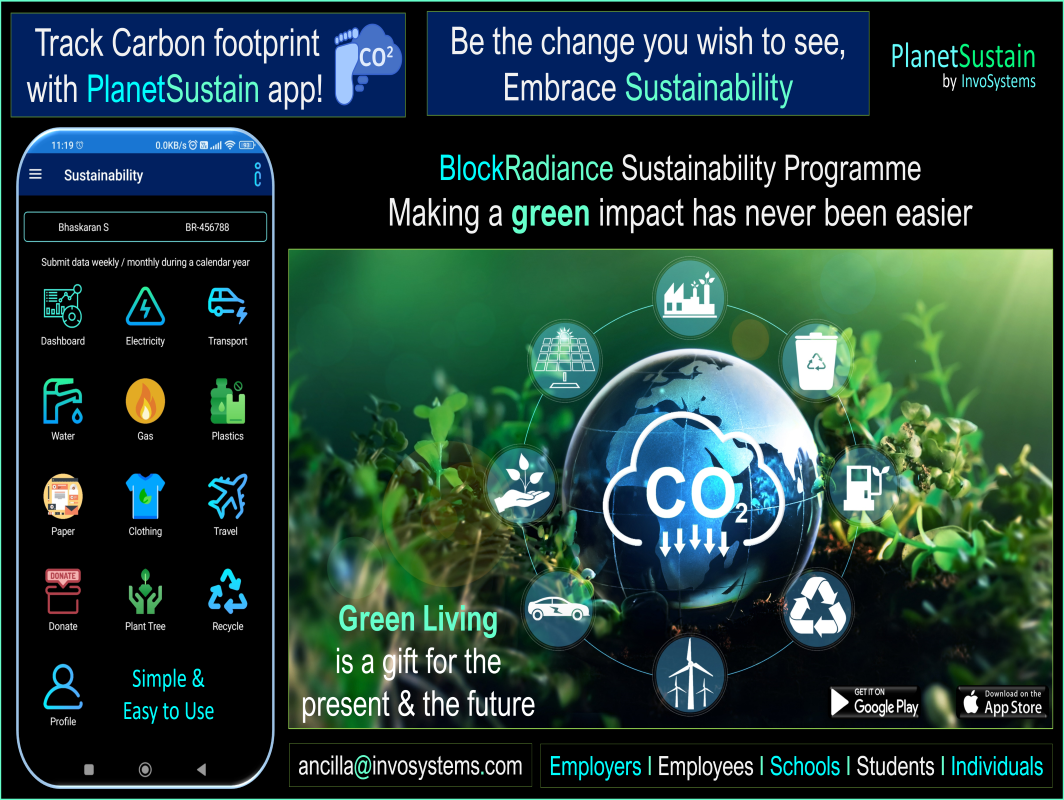 Track Carbon footprint
with PlanetSustain app!
CO²
Be the change you wish to see,
Embrace Sustainability
PlanetSustain
by InvoSystems
11:19
0.0KB/s
93
Sustainability
Bhaskaran S
BR-456788
Submit data weekly / monthly during a calendar year
Dashboard
Electricity
Transport
Water
Gas
Plastics
Paper
Clothing
Travel
DONATE
Donate
Plant Tree
Recycle
Profile
Simple &
Easy to Use
BlockRadiance Sustainability Programme
Making a green impact has never been easier
CO₂
Green Living
is a gift for the
present & the future
GET IT ON
Google Play
Download on the
App Store
ancilla@invosystems.com
Employers I Employees I Schools I Students I Individuals